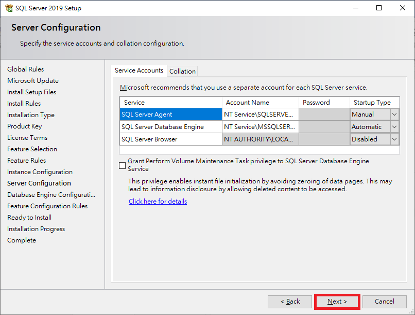 SQL Server 2019 Setup
Server Configuration
Specify the service accounts and collation configuration.
Global Rules
Microsoft Update
Install Setup Files
Install Rules
Installation Type
Product Key
License Terms
Feature Selection
Feature Rules
Instance Configuration
Server Configuration
Database Engine Configurati...
Feature Configuration Rules
Ready to Install
Installation Progress
Complete
Service Accounts Collation
Microsoft recommends that you use a separate account for each SQL Server service.
Service Account Name Password Startup Type
SQL Server Agent NT Service\SQLSERVE... Manual
SQL Server Database Engine NT Service\MSSQLSER... Automatic
SQL Server Browser NT AUTHORITY\LOCA... Disabled
Grant Perform Volume Maintenance Task privilege to SQL Server Database Engine
Service
This privilege enables instant file initialization by avoiding zeroing of data pages. This may
lead to information disclosure by allowing deleted content to be accessed.
Click here for details
< Back Next > Cancel